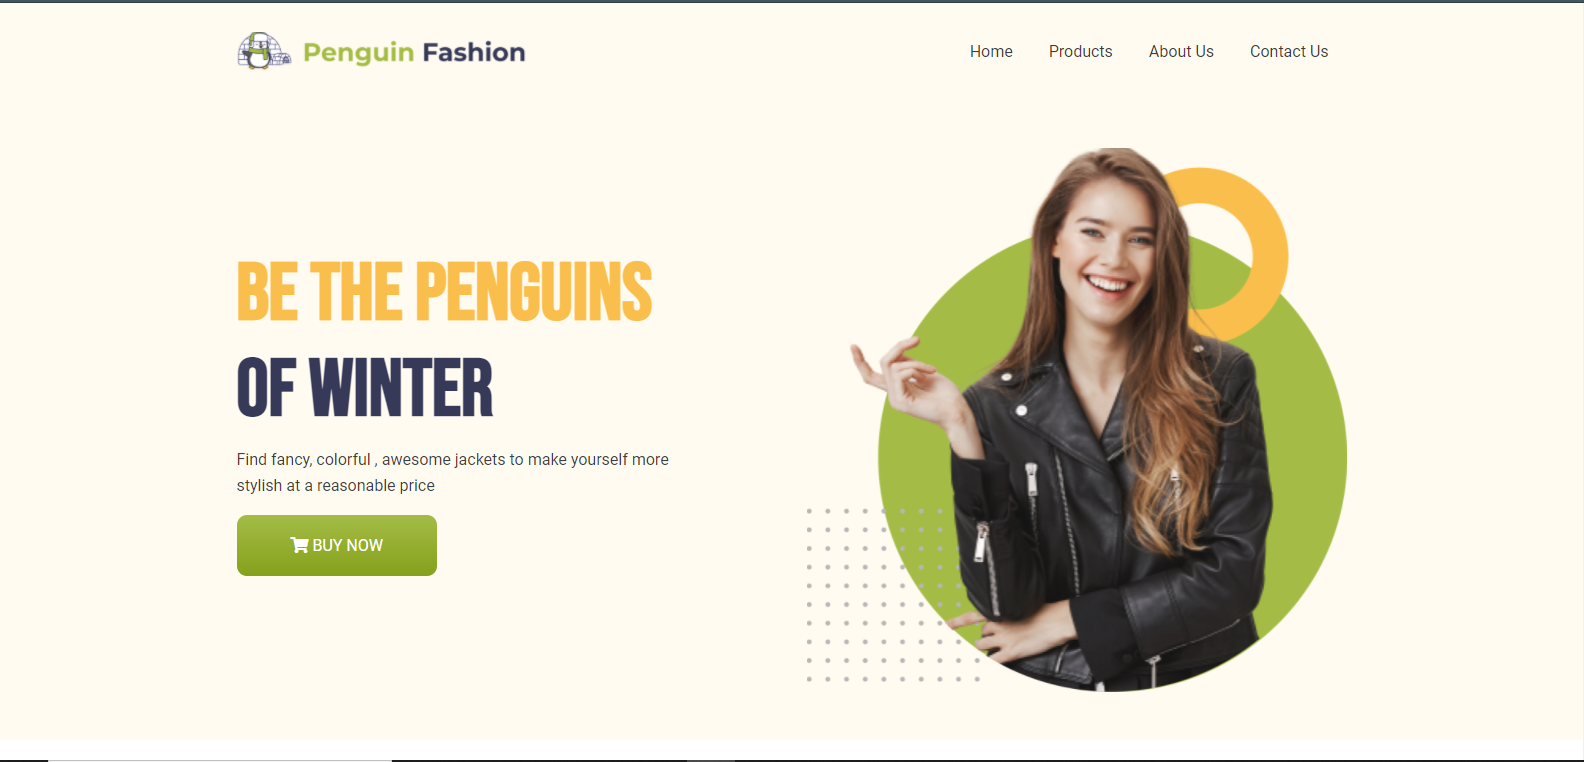 Penguin Fashion
Home Products About Us Contact Us
BE THE PENGUINS
OF WINTER
Find fancy, colorful , awesome jackets to make yourself more
stylish at a reasonable price
BUY NOW